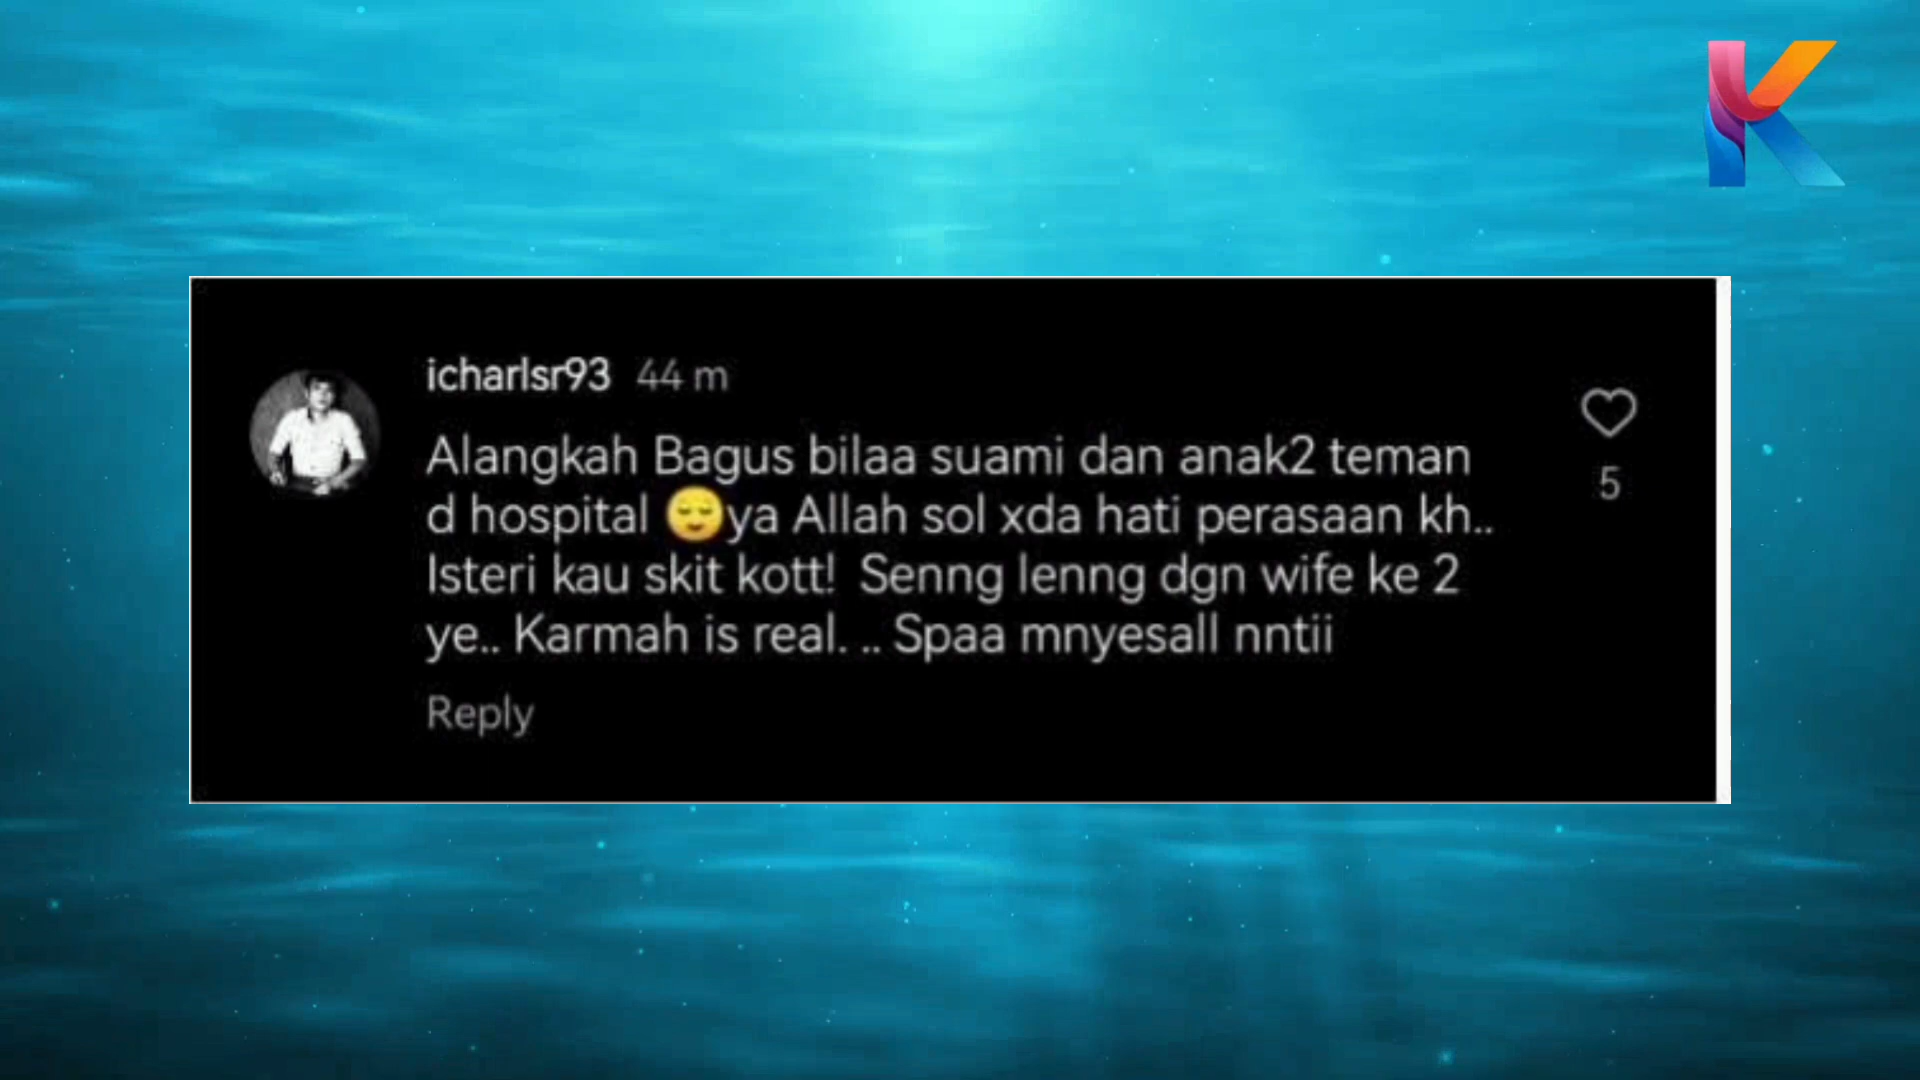 icharlsr93 44 m
Alangkah Bagus bilaa suami dan anak2 teman
d hospital 😌ya Allah sol xda hati perasaan kh..
Isteri kau skit kott! Senng lenng dgn wife ke 2
ye.. Karmah is real. .. Spaa mnyesall nntii
5
Reply